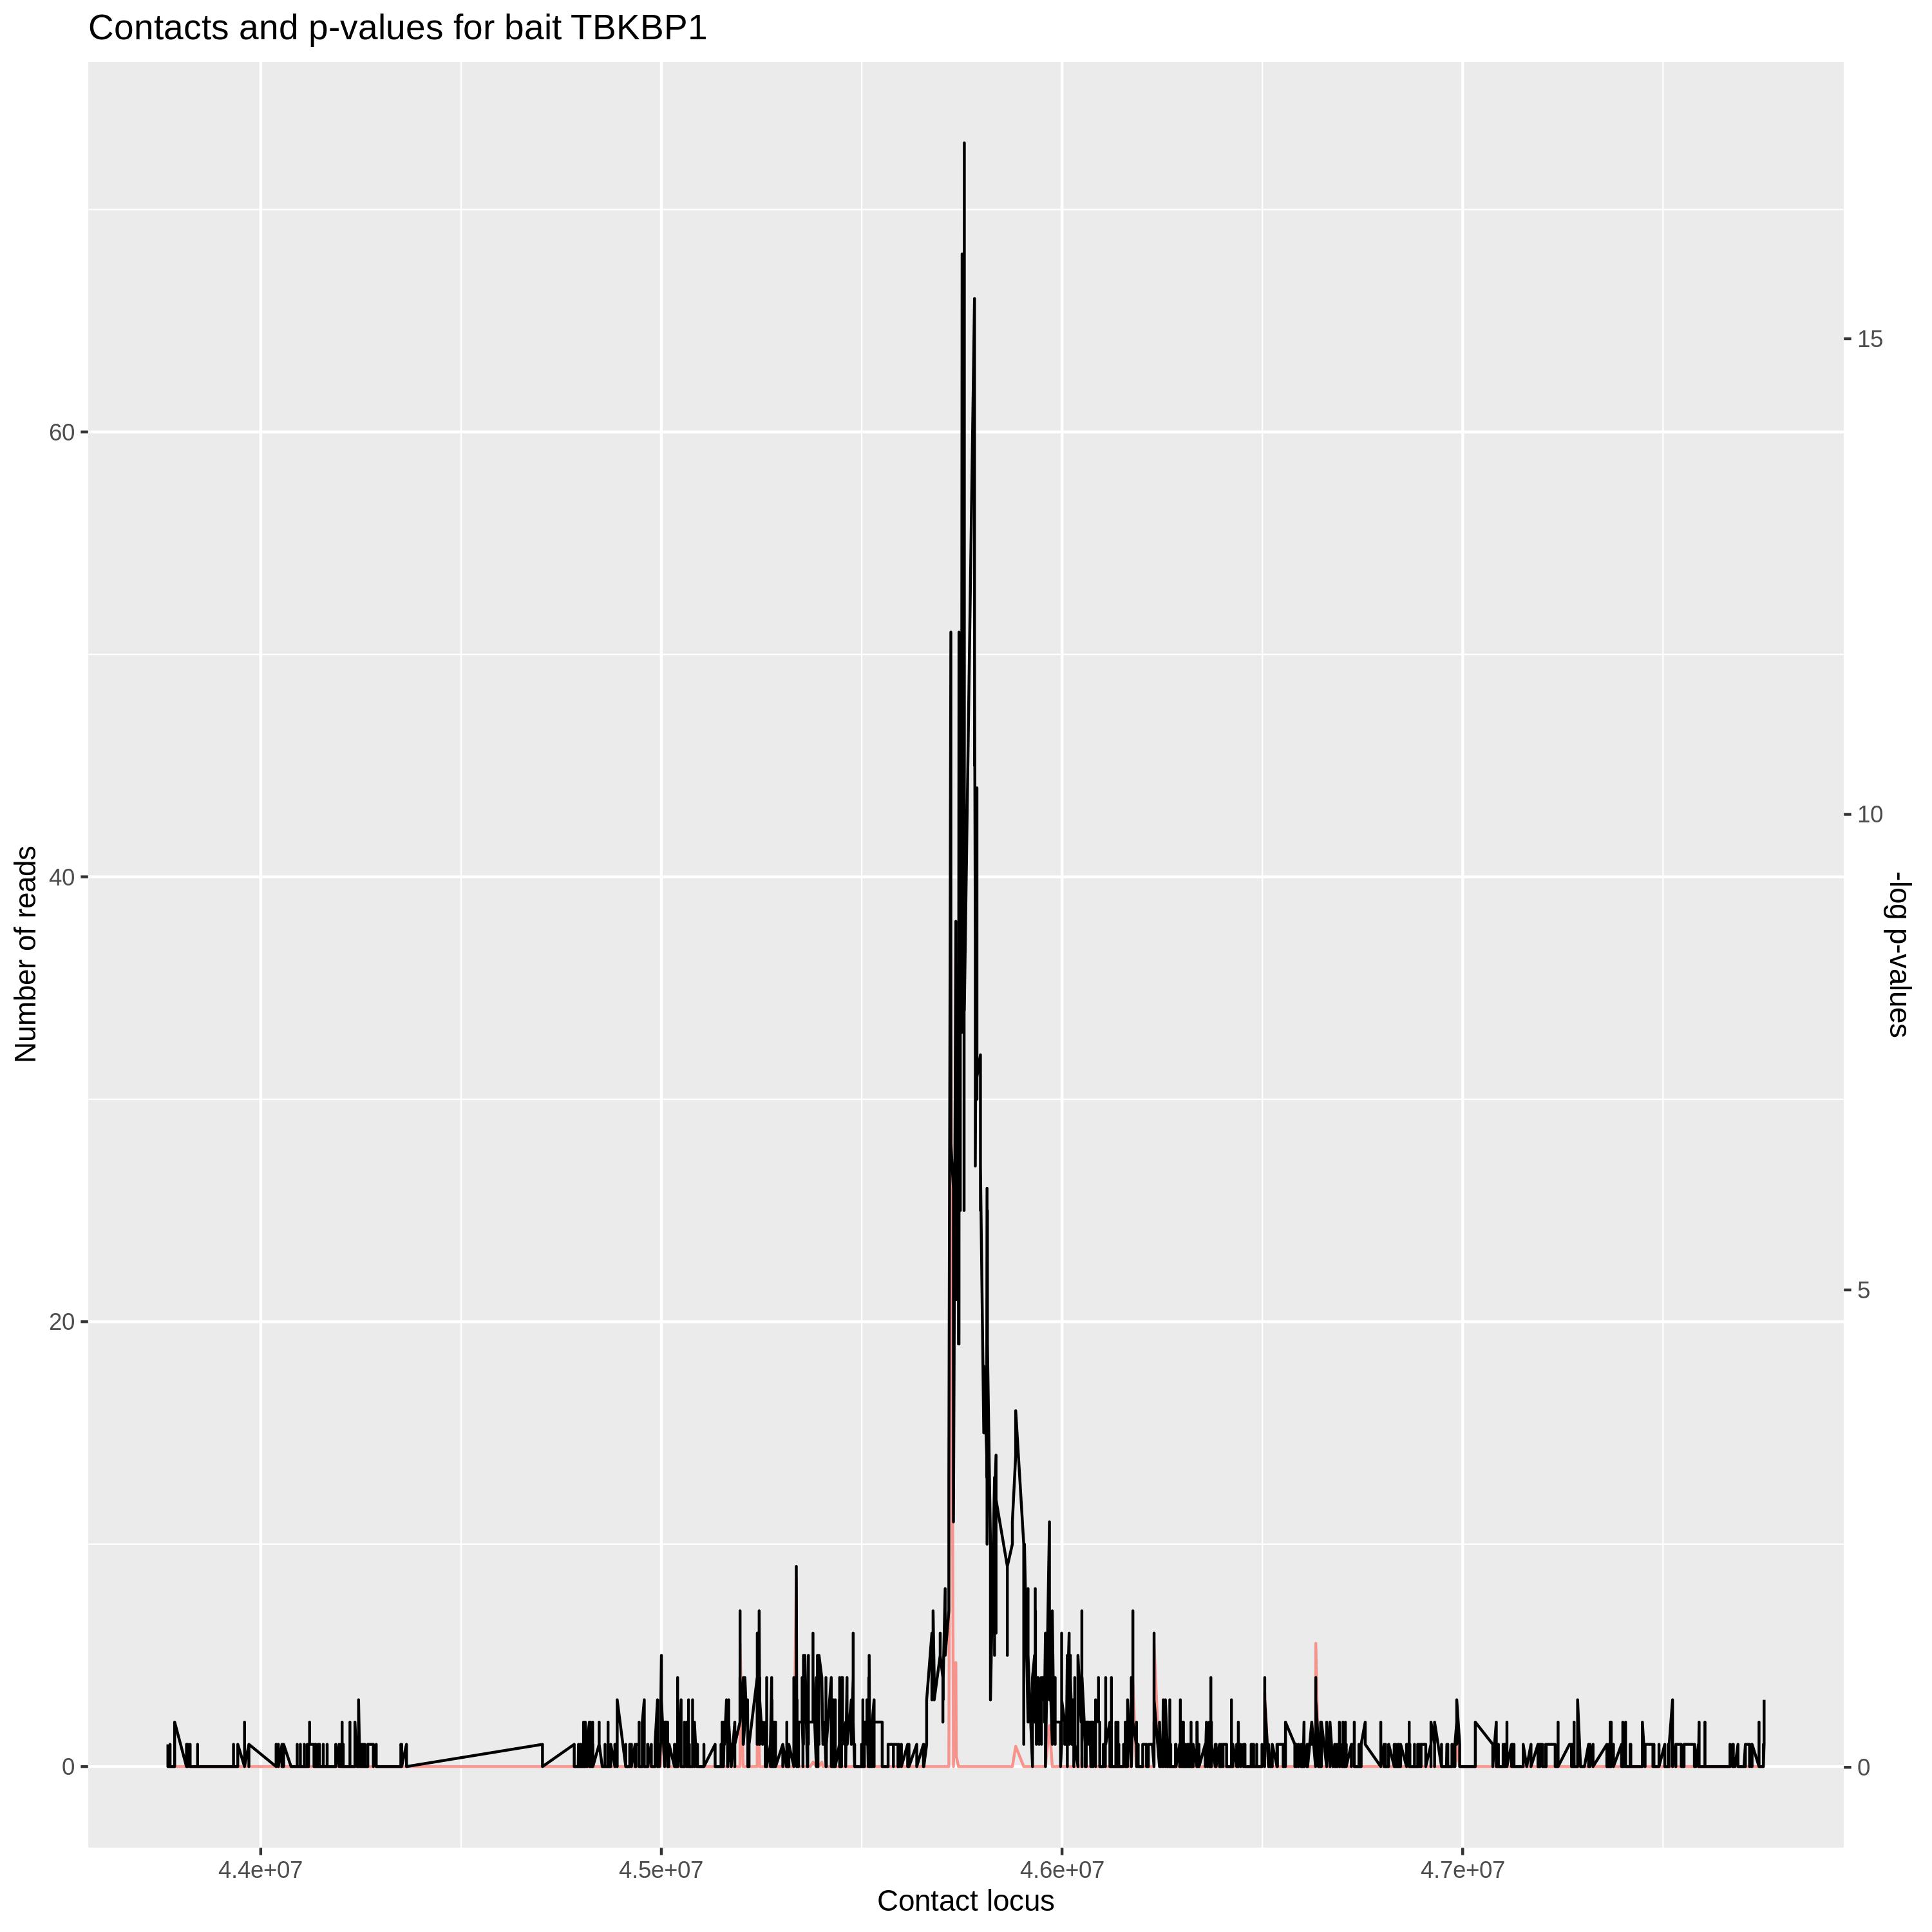 Contacts and p-values for bait TBKBP1
Number of reads
60
40
20
0
15
10
5
0
-log p-values
4.4e+07
4.5e+07
4.6e+07
4.7e+07
Contact locus